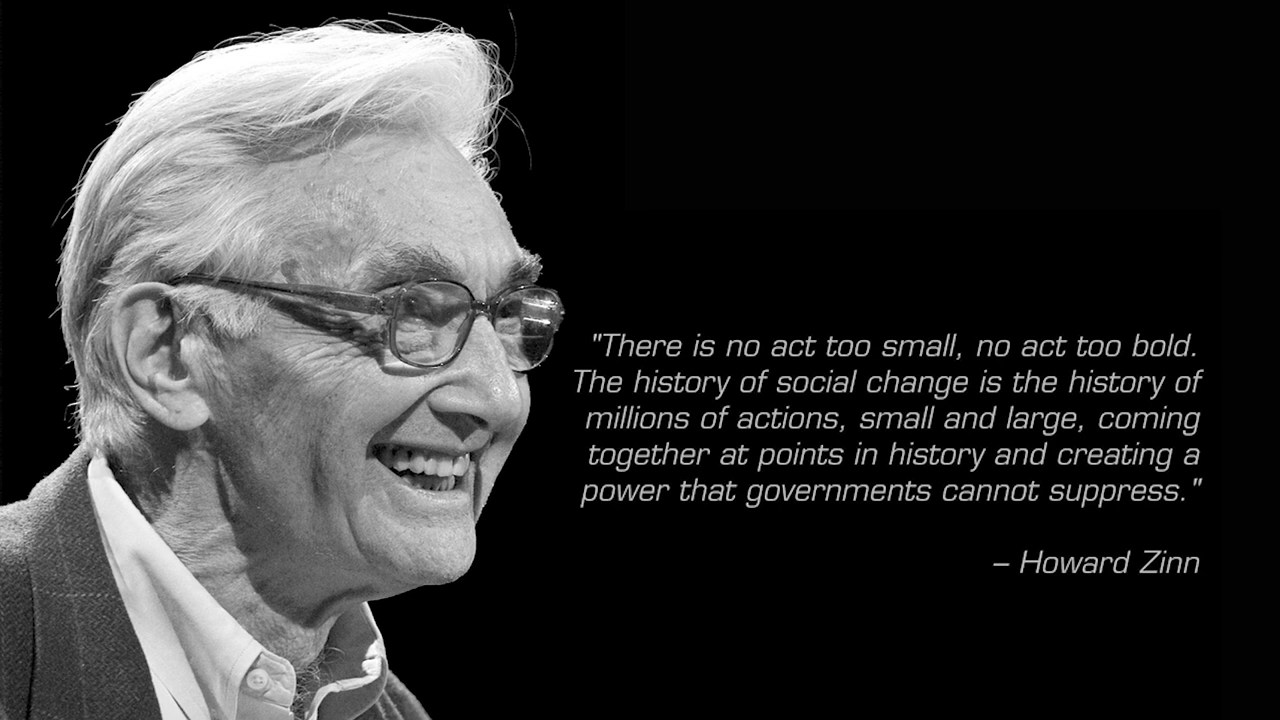 "There is no act too small, no act too bold.
The history of social change is the history of
millions of actions, small and large, coming
together at points in history and creating a
power that governments cannot suppress."
– Howard Zinn